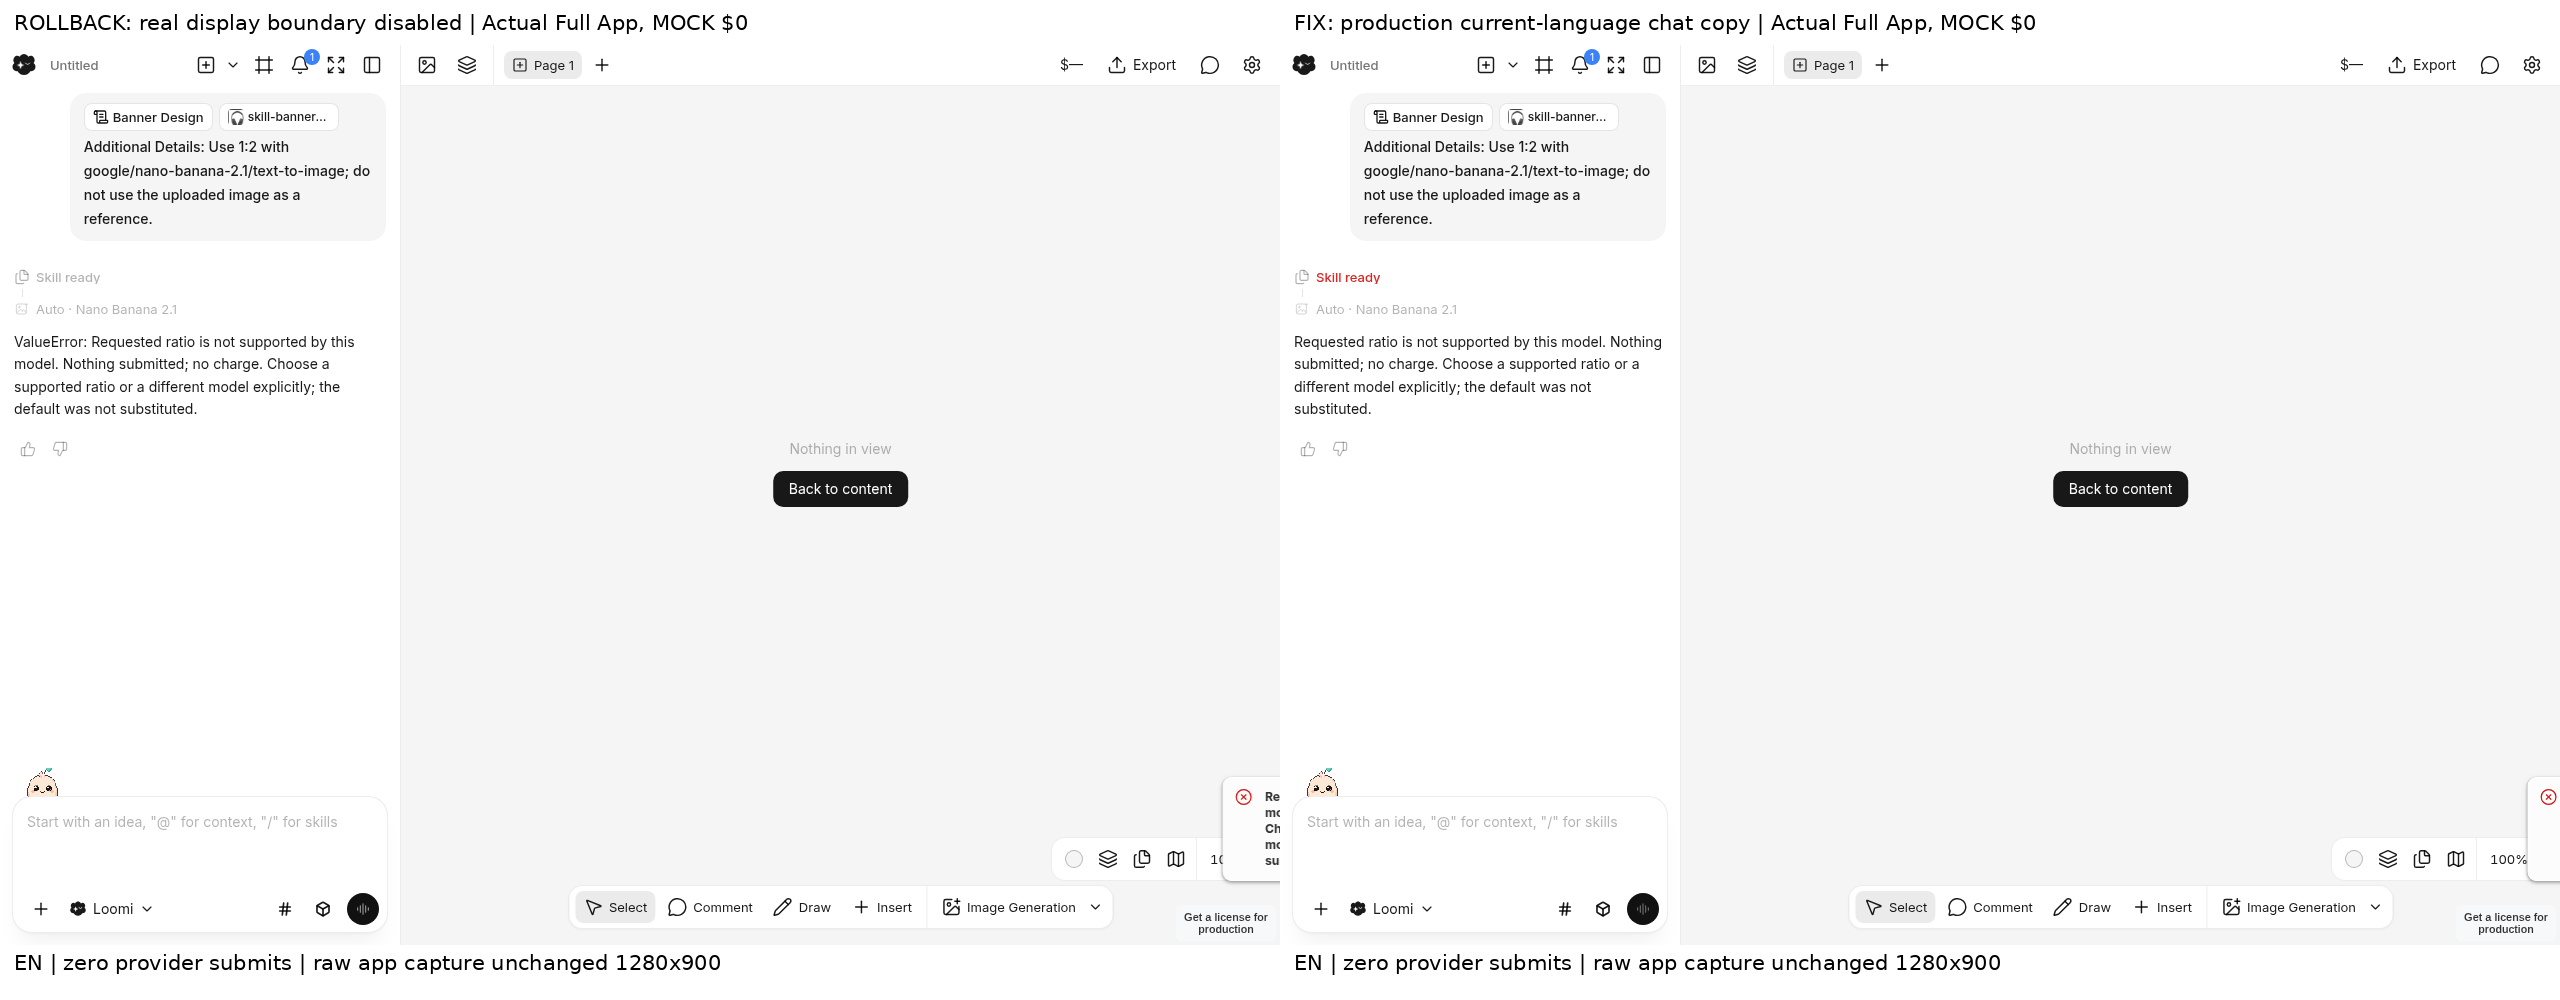 ROLLBACK: real display boundary disabled | Actual Full App, MOCK $0
Untitled
1
Page 1
$—
Export
Banner Design
skill-banner...
Additional Details: Use 1:2 with
google/nano-banana-2.1/text-to-image; do
not use the uploaded image as a
reference.
Skill ready
Auto · Nano Banana 2.1
ValueError: Requested ratio is not supported by this
model. Nothing submitted; no charge. Choose a
supported ratio or a different model explicitly; the
default was not substituted.
Nothing in view
Back to content
Start with an idea, "@" for context, "/" for skills
Loomi
Re
mo
Ch
mo
su
10
Select
Comment
Draw
Insert
Image Generation
Get a license for
production
EN | zero provider submits | raw app capture unchanged 1280x900
FIX: production current-language chat copy | Actual Full App, MOCK $0
Untitled
1
Page 1
$—
Export
Banner Design
skill-banner...
Additional Details: Use 1:2 with
google/nano-banana-2.1/text-to-image; do
not use the uploaded image as a
reference.
Skill ready
Auto · Nano Banana 2.1
Requested ratio is not supported by this model. Nothing
submitted; no charge. Choose a supported ratio or a
different model explicitly; the default was not
substituted.
Nothing in view
Back to content
Start with an idea, "@" for context, "/" for skills
Loomi
100%
Select
Comment
Draw
Insert
Image Generation
Get a license for
production
EN | zero provider submits | raw app capture unchanged 1280x900